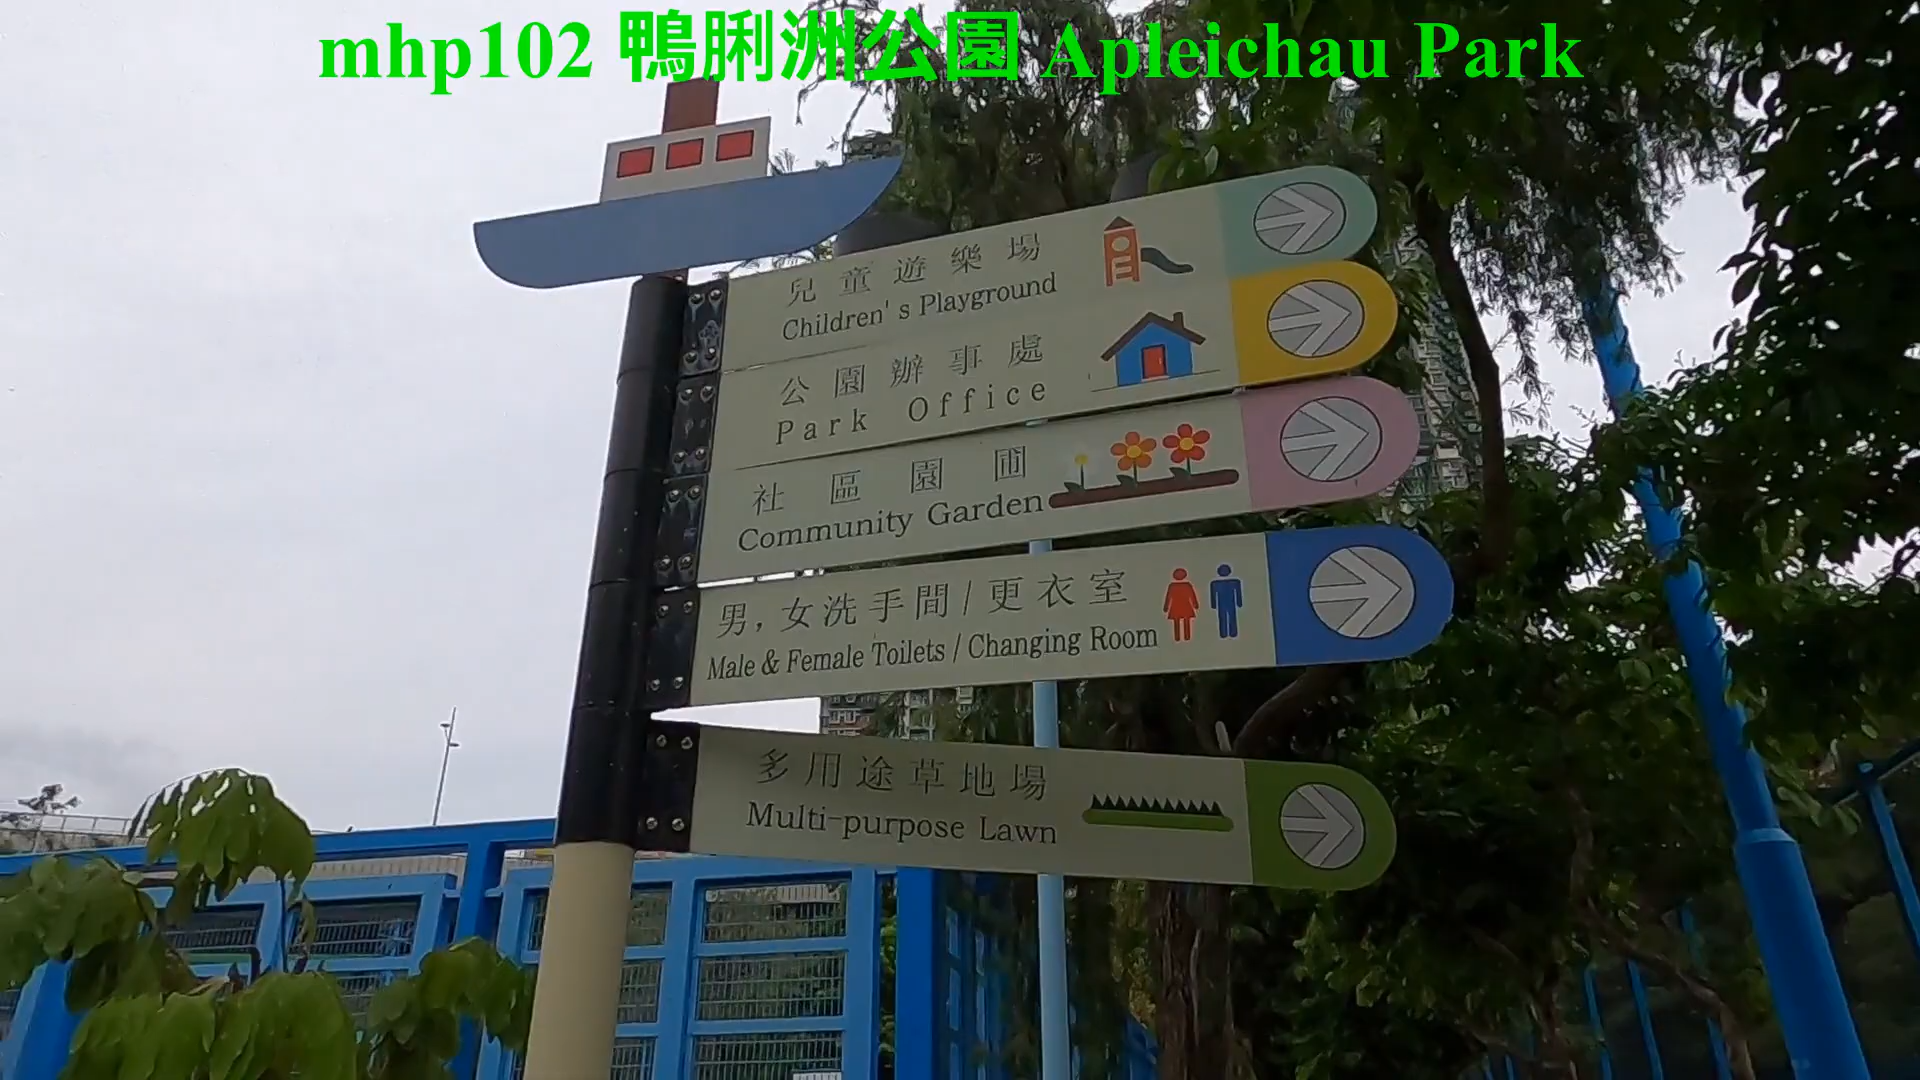 mhp102 鴨脷洲公園 Apleichau Park
兒童遊樂場
Children's Playground
公園辦事處
Park Office
社區園圃
Community Garden
男,女洗手間/更衣室
Male & Female Toilets / Changing Room
多用途草地場
Multi-purpose Lawn